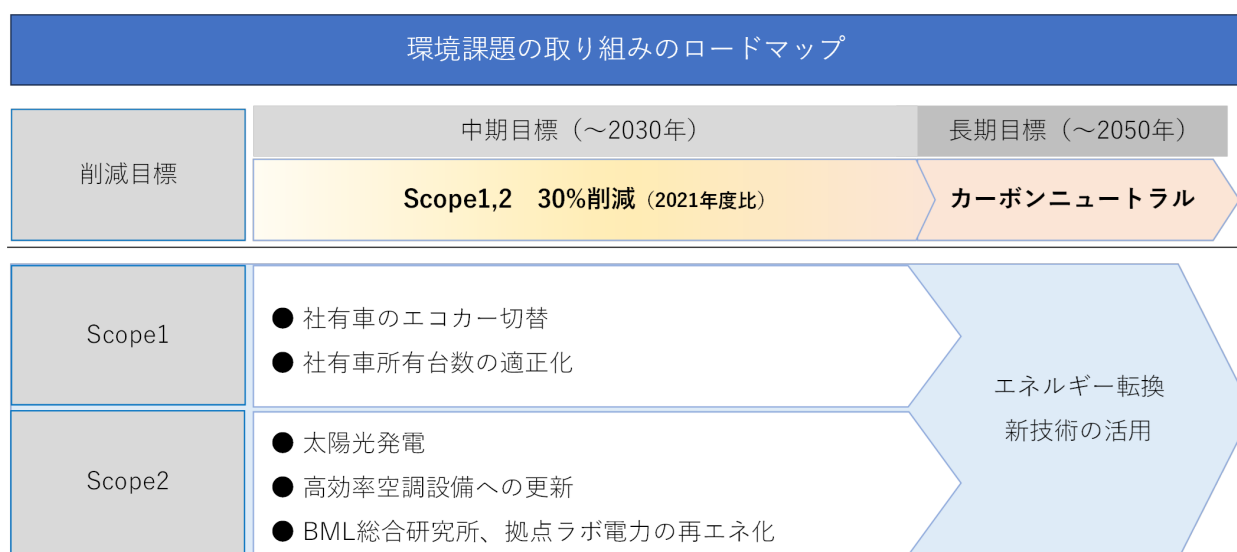 環境課題の取り組みのロードマップ
削減目標
中期目標（～2030年）
長期目標（～2050年）
Scope1,2　30%削減（2021年度比）
カーボンニュートラル
Scope1
● 社有車のエコカー切替
● 社有車所有台数の適正化
Scope2
● 太陽光発電
● 高効率空調設備への更新
● BML総合研究所、拠点ラボ電力の再エネ化
エネルギー転換
新技術の活用